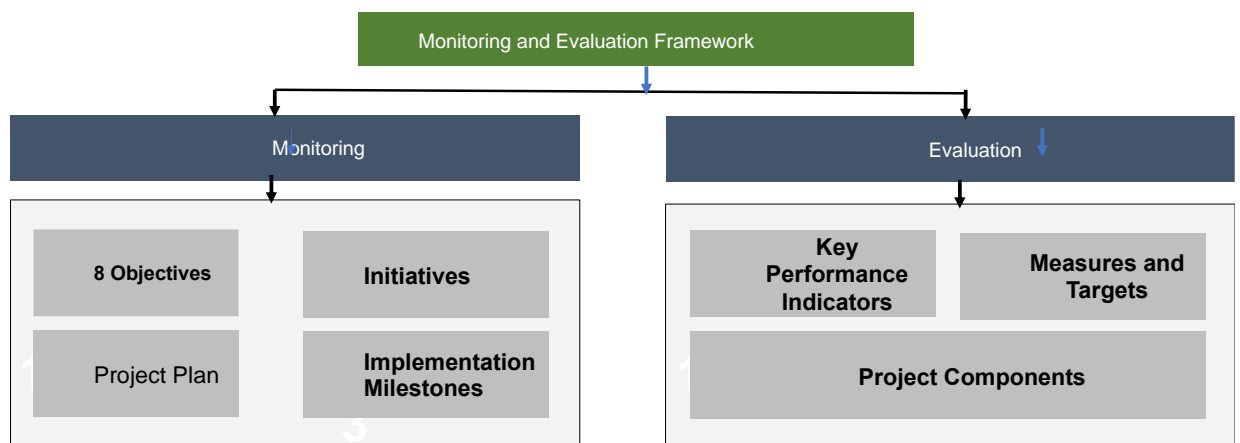 Monitoring and Evaluation Framework
Monitoring
Evaluation
8 Objectives
Initiatives
Project Plan
Implementation
Milestones
3
Key
Performance
Indicators
Measures and
Targets
Project Components